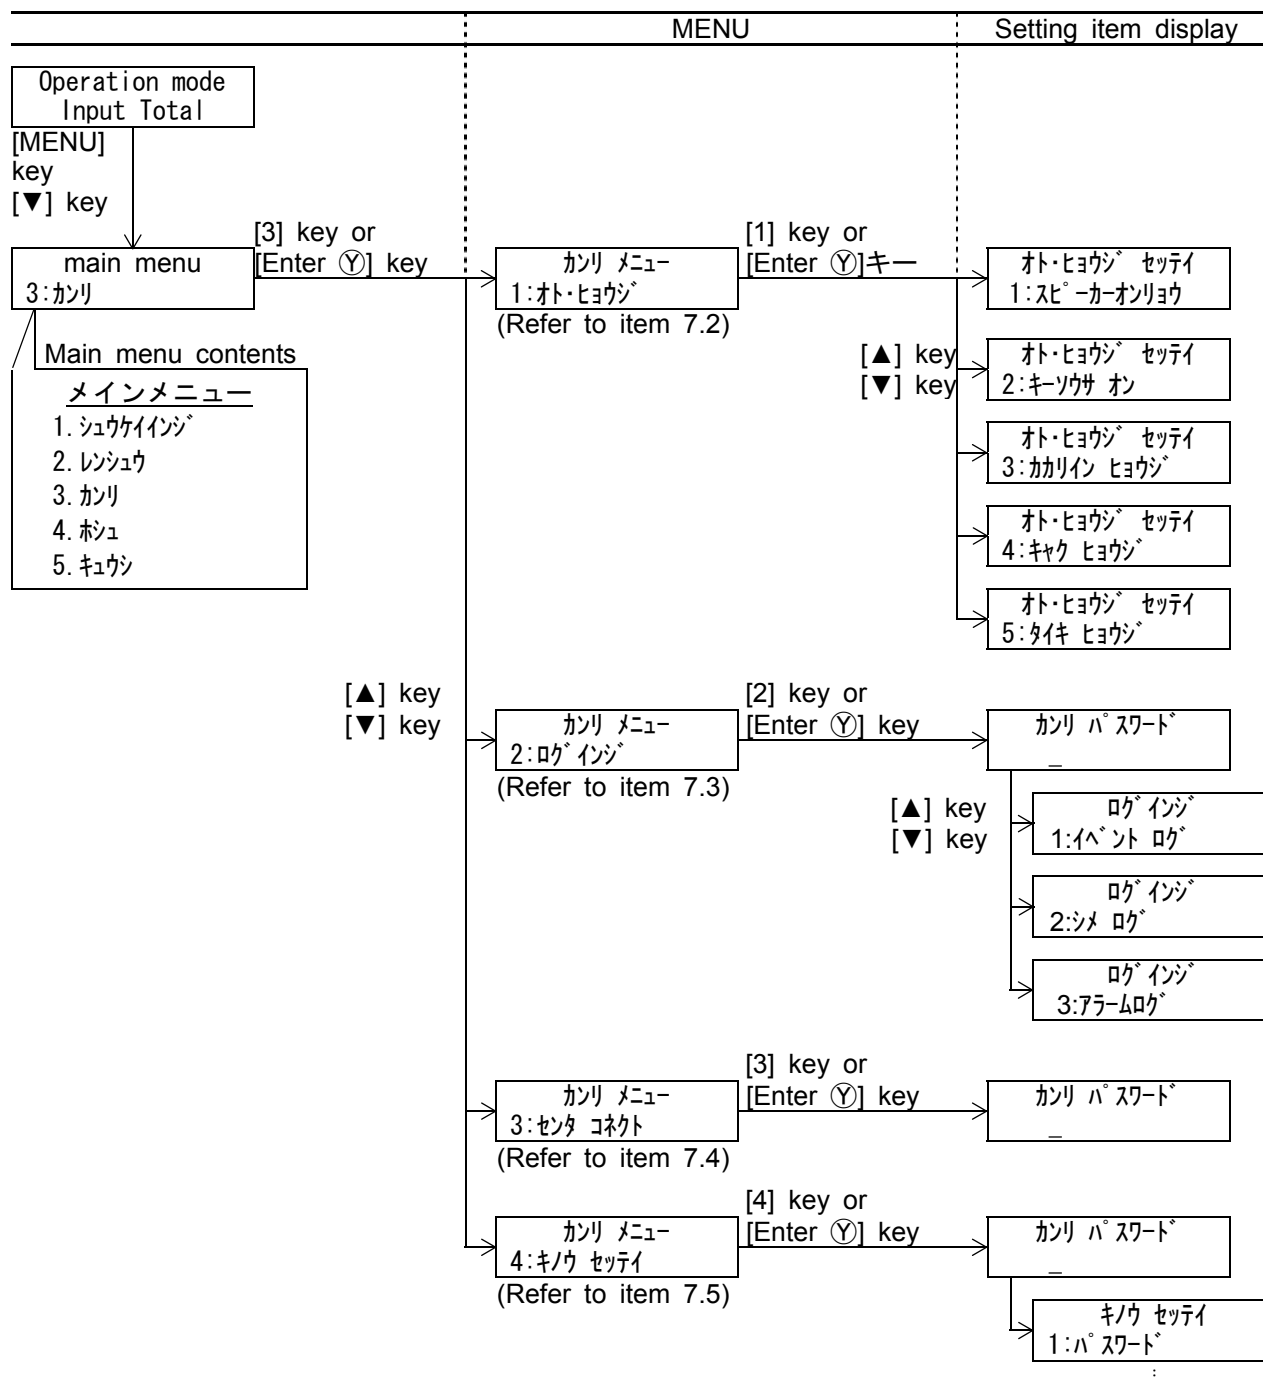 MENU
Setting item display
Operation mode
Input Total
[MENU]
key
[▼] key
[3] key or
[Enter Ⓨ] key
main menu
3:ｶﾝﾘ
Main menu contents
メインメニュー
1. ｼｭｳｹｲｲﾝｼﾞ
2. ﾚﾝｼｭｳ
3. ｶﾝﾘ
4. ﾎｼｭ
5. ｷｭｳｼ
[▲] key
[▼] key
ｶﾝﾘ ﾒﾆｭｰ
1:ｵﾄ･ﾋｮｳｼﾞ
(Refer to item 7.2)
[1] key or
[Enter Ⓨ]キー
[▲] key
[▼] key
ｵﾄ･ﾋｮｳｼﾞ ｾｯﾃｲ
1:ｽﾋﾟｰｶｰｵﾝﾘｮｳ
ｵﾄ･ﾋｮｳｼﾞ ｾｯﾃｲ
2:ｷｰｿｳｻ ｵﾝ
ｵﾄ･ﾋｮｳｼﾞ ｾｯﾃｲ
3:ｶｶﾘｲﾝ ﾋｮｳｼﾞ
ｵﾄ･ﾋｮｳｼﾞ ｾｯﾃｲ
4:ｷｬｸ ﾋｮｳｼﾞ
ｵﾄ･ﾋｮｳｼﾞ ｾｯﾃｲ
5:ﾀｲｷ ﾋｮｳｼﾞ
ｶﾝﾘ ﾒﾆｭｰ
2:ﾛｸﾞｲﾝｼﾞ
(Refer to item 7.3)
[2] key or
[Enter Ⓨ] key
ｶﾝﾘ ﾊﾟｽﾜｰﾄﾞ
_
[▲] key
[▼] key
ﾛｸﾞｲﾝｼﾞ
1:ｲﾍﾞﾝﾄ ﾛｸﾞ
ﾛｸﾞｲﾝｼﾞ
2:ｼﾒ ﾛｸﾞ
ﾛｸﾞｲﾝｼﾞ
3:ｱﾗｰﾑﾛｸﾞ
ｶﾝﾘ ﾒﾆｭｰ
3:ｾﾝﾀ ｺﾈｸﾄ
(Refer to item 7.4)
[3] key or
[Enter Ⓨ] key
ｶﾝﾘ ﾊﾟｽﾜｰﾄﾞ
_
ｶﾝﾘ ﾒﾆｭｰ
4:ｷﾉｳ ｾｯﾃｲ
(Refer to item 7.5)
[4] key or
[Enter Ⓨ] key
ｶﾝﾘ ﾊﾟｽﾜｰﾄﾞ
_
ｷﾉｳ ｾｯﾃｲ
1:ﾊﾟｽﾜｰﾄﾞ
: